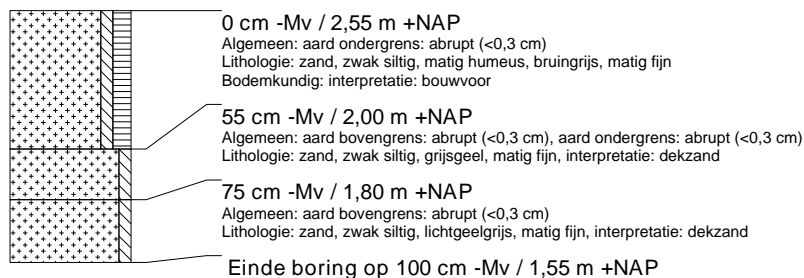 0 cm -Mv / 2,55 m +NAP
Algemeen: aard ondergrens: abrupt (<0,3 cm)
Lithologie: zand, zwak siltig, matig humeus, bruingrijs, matig fijn
Bodemkundig: interpretatie: bouwvoor
55 cm -Mv / 2,00 m +NAP
Algemeen: aard bovengrens: abrupt (<0,3 cm), aard ondergrens: abrupt (<0,3 cm)
Lithologie: zand, zwak siltig, grijsgeel, matig fijn, interpretatie: dekzand
75 cm -Mv / 1,80 m +NAP
Algemeen: aard bovengrens: abrupt (<0,3 cm)
Lithologie: zand, zwak siltig, lichtgeelgrijs, matig fijn, interpretatie: dekzand
Einde boring op 100 cm -Mv / 1,55 m +NAP